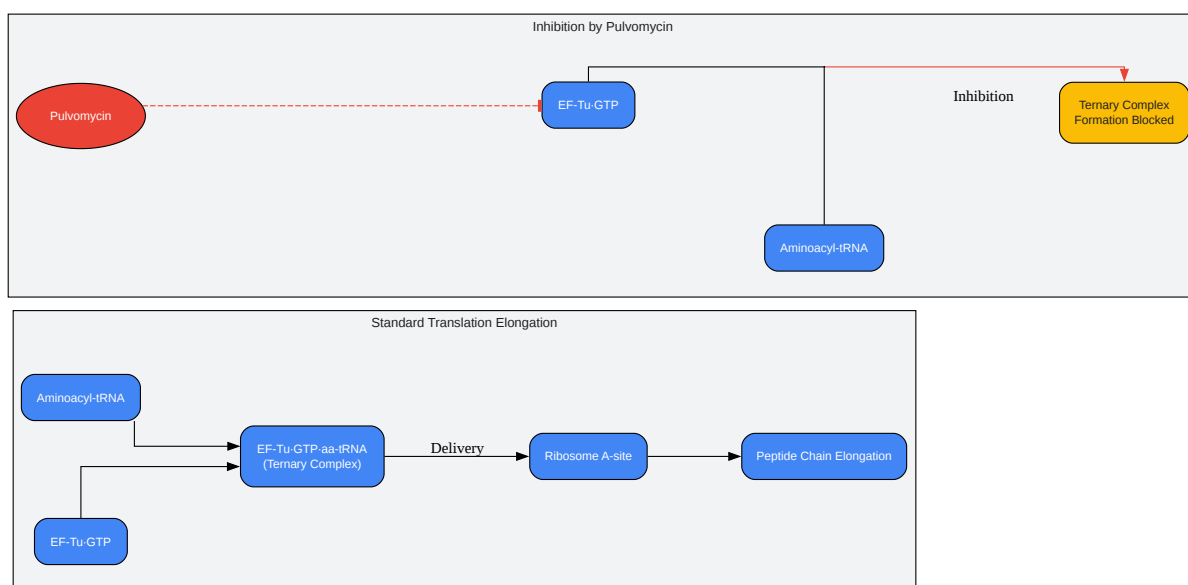 Inhibition by Pulvomycin
Pulvomycin
EF-Tu·GTP
Inhibition
Ternary Complex
Formation Blocked
Aminoacyl-tRNA
Standard Translation Elongation
Aminoacyl-tRNA
EF-Tu·GTP·aa-tRNA
(Ternary Complex)
Delivery
Ribosome A-site
Peptide Chain Elongation
EF-Tu·GTP